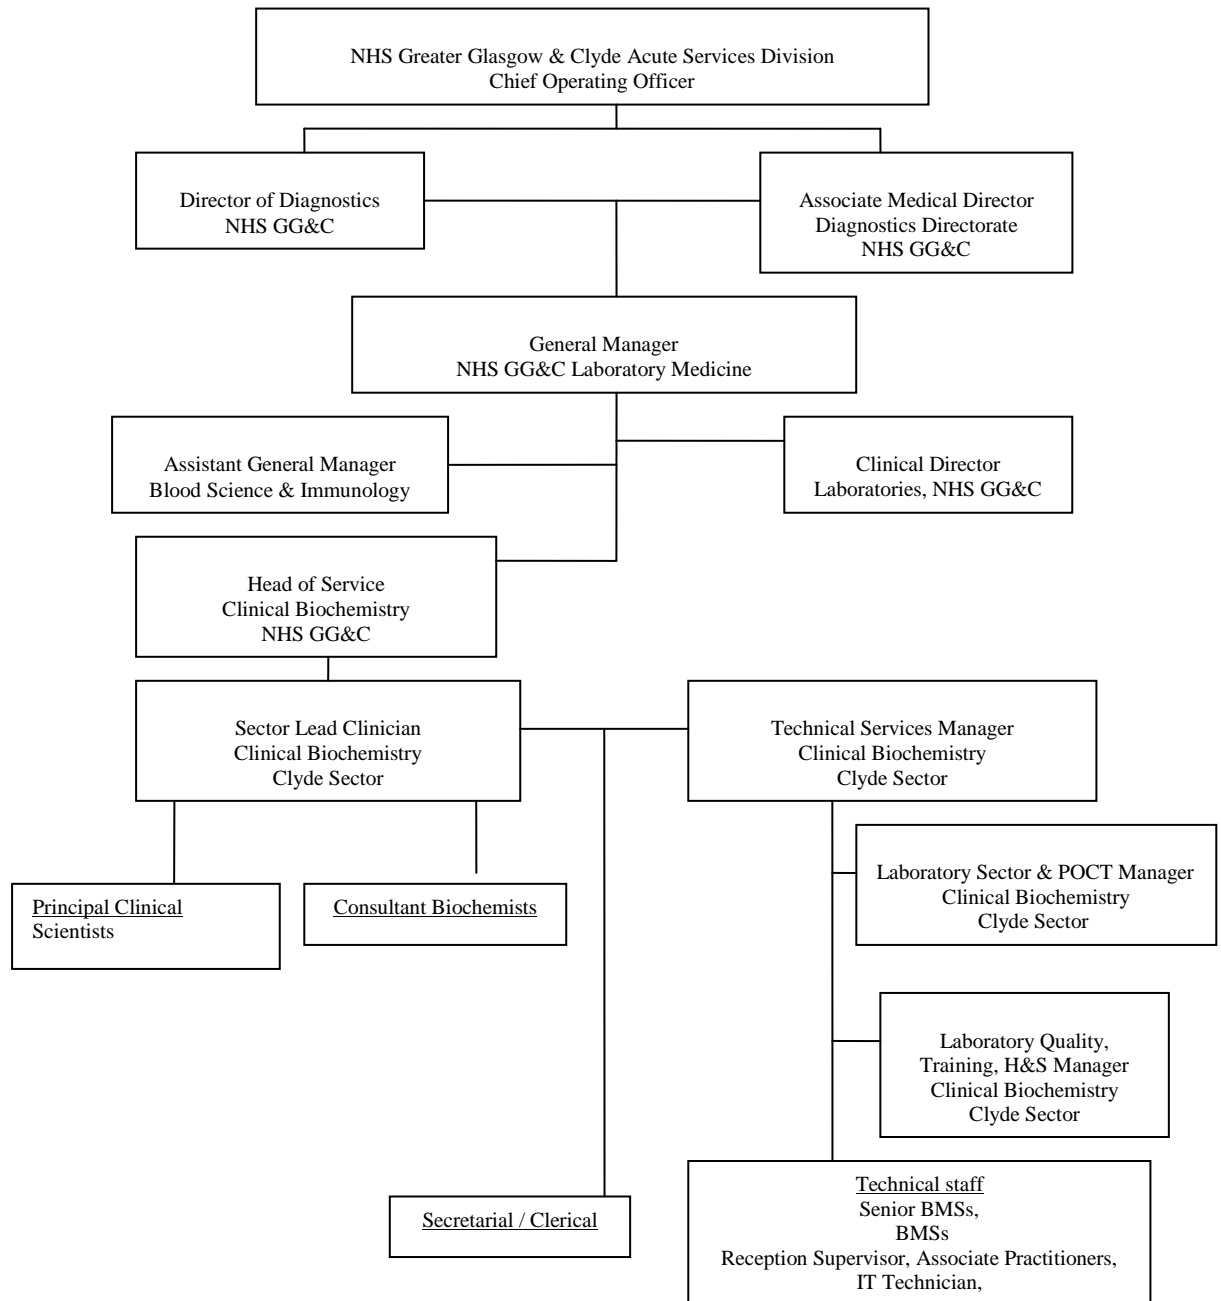 NHS Greater Glasgow & Clyde Acute Services Division
Chief Operating Officer
Director of Diagnostics
NHS GG&C
Associate Medical Director
Diagnostics Directorate
NHS GG&C
General Manager
NHS GG&C Laboratory Medicine
Assistant General Manager
Blood Science & Immunology
Clinical Director
Laboratories, NHS GG&C
Head of Service
Clinical Biochemistry
NHS GG&C
Sector Lead Clinician
Clinical Biochemistry
Clyde Sector
Technical Services Manager
Clinical Biochemistry
Clyde Sector
Laboratory Sector & POCT Manager
Clinical Biochemistry
Clyde Sector
Principal Clinical
Scientists
Consultant Biochemists
Laboratory Quality,
Training, H&S Manager
Clinical Biochemistry
Clyde Sector
Secretarial / Clerical
Technical staff
Senior BMSs,
BMSs
Reception Supervisor, Associate Practitioners,
IT Technician,